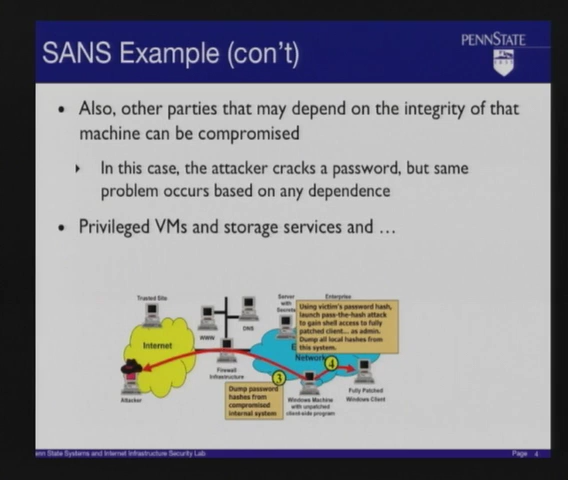 SANS Example (con't)
PENNSTATE
• Also, other parties that may depend on the integrity of that
machine can be compromised
▸ In this case, the attacker cracks a password, but same
problem occurs based on any dependence
• Privileged VMs and storage services and …
Trusted Site
Server
with
Secrets
Enterprise
WWW
DNS
Internet
Using victim's password hash,
launch pass-the-hash attack
to gain shell access to fully
patched client... as admin.
Dump all local hashes from
this system.
Network
Firewall
Infrastructure
3
4
Attacker
Dump password
hashes from
compromised
internal system
Windows Machine
with unpatched
client-side program
Fully Patched
Windows Client
enn State Systems and Internet Infrastructure Security Lab
Page 4